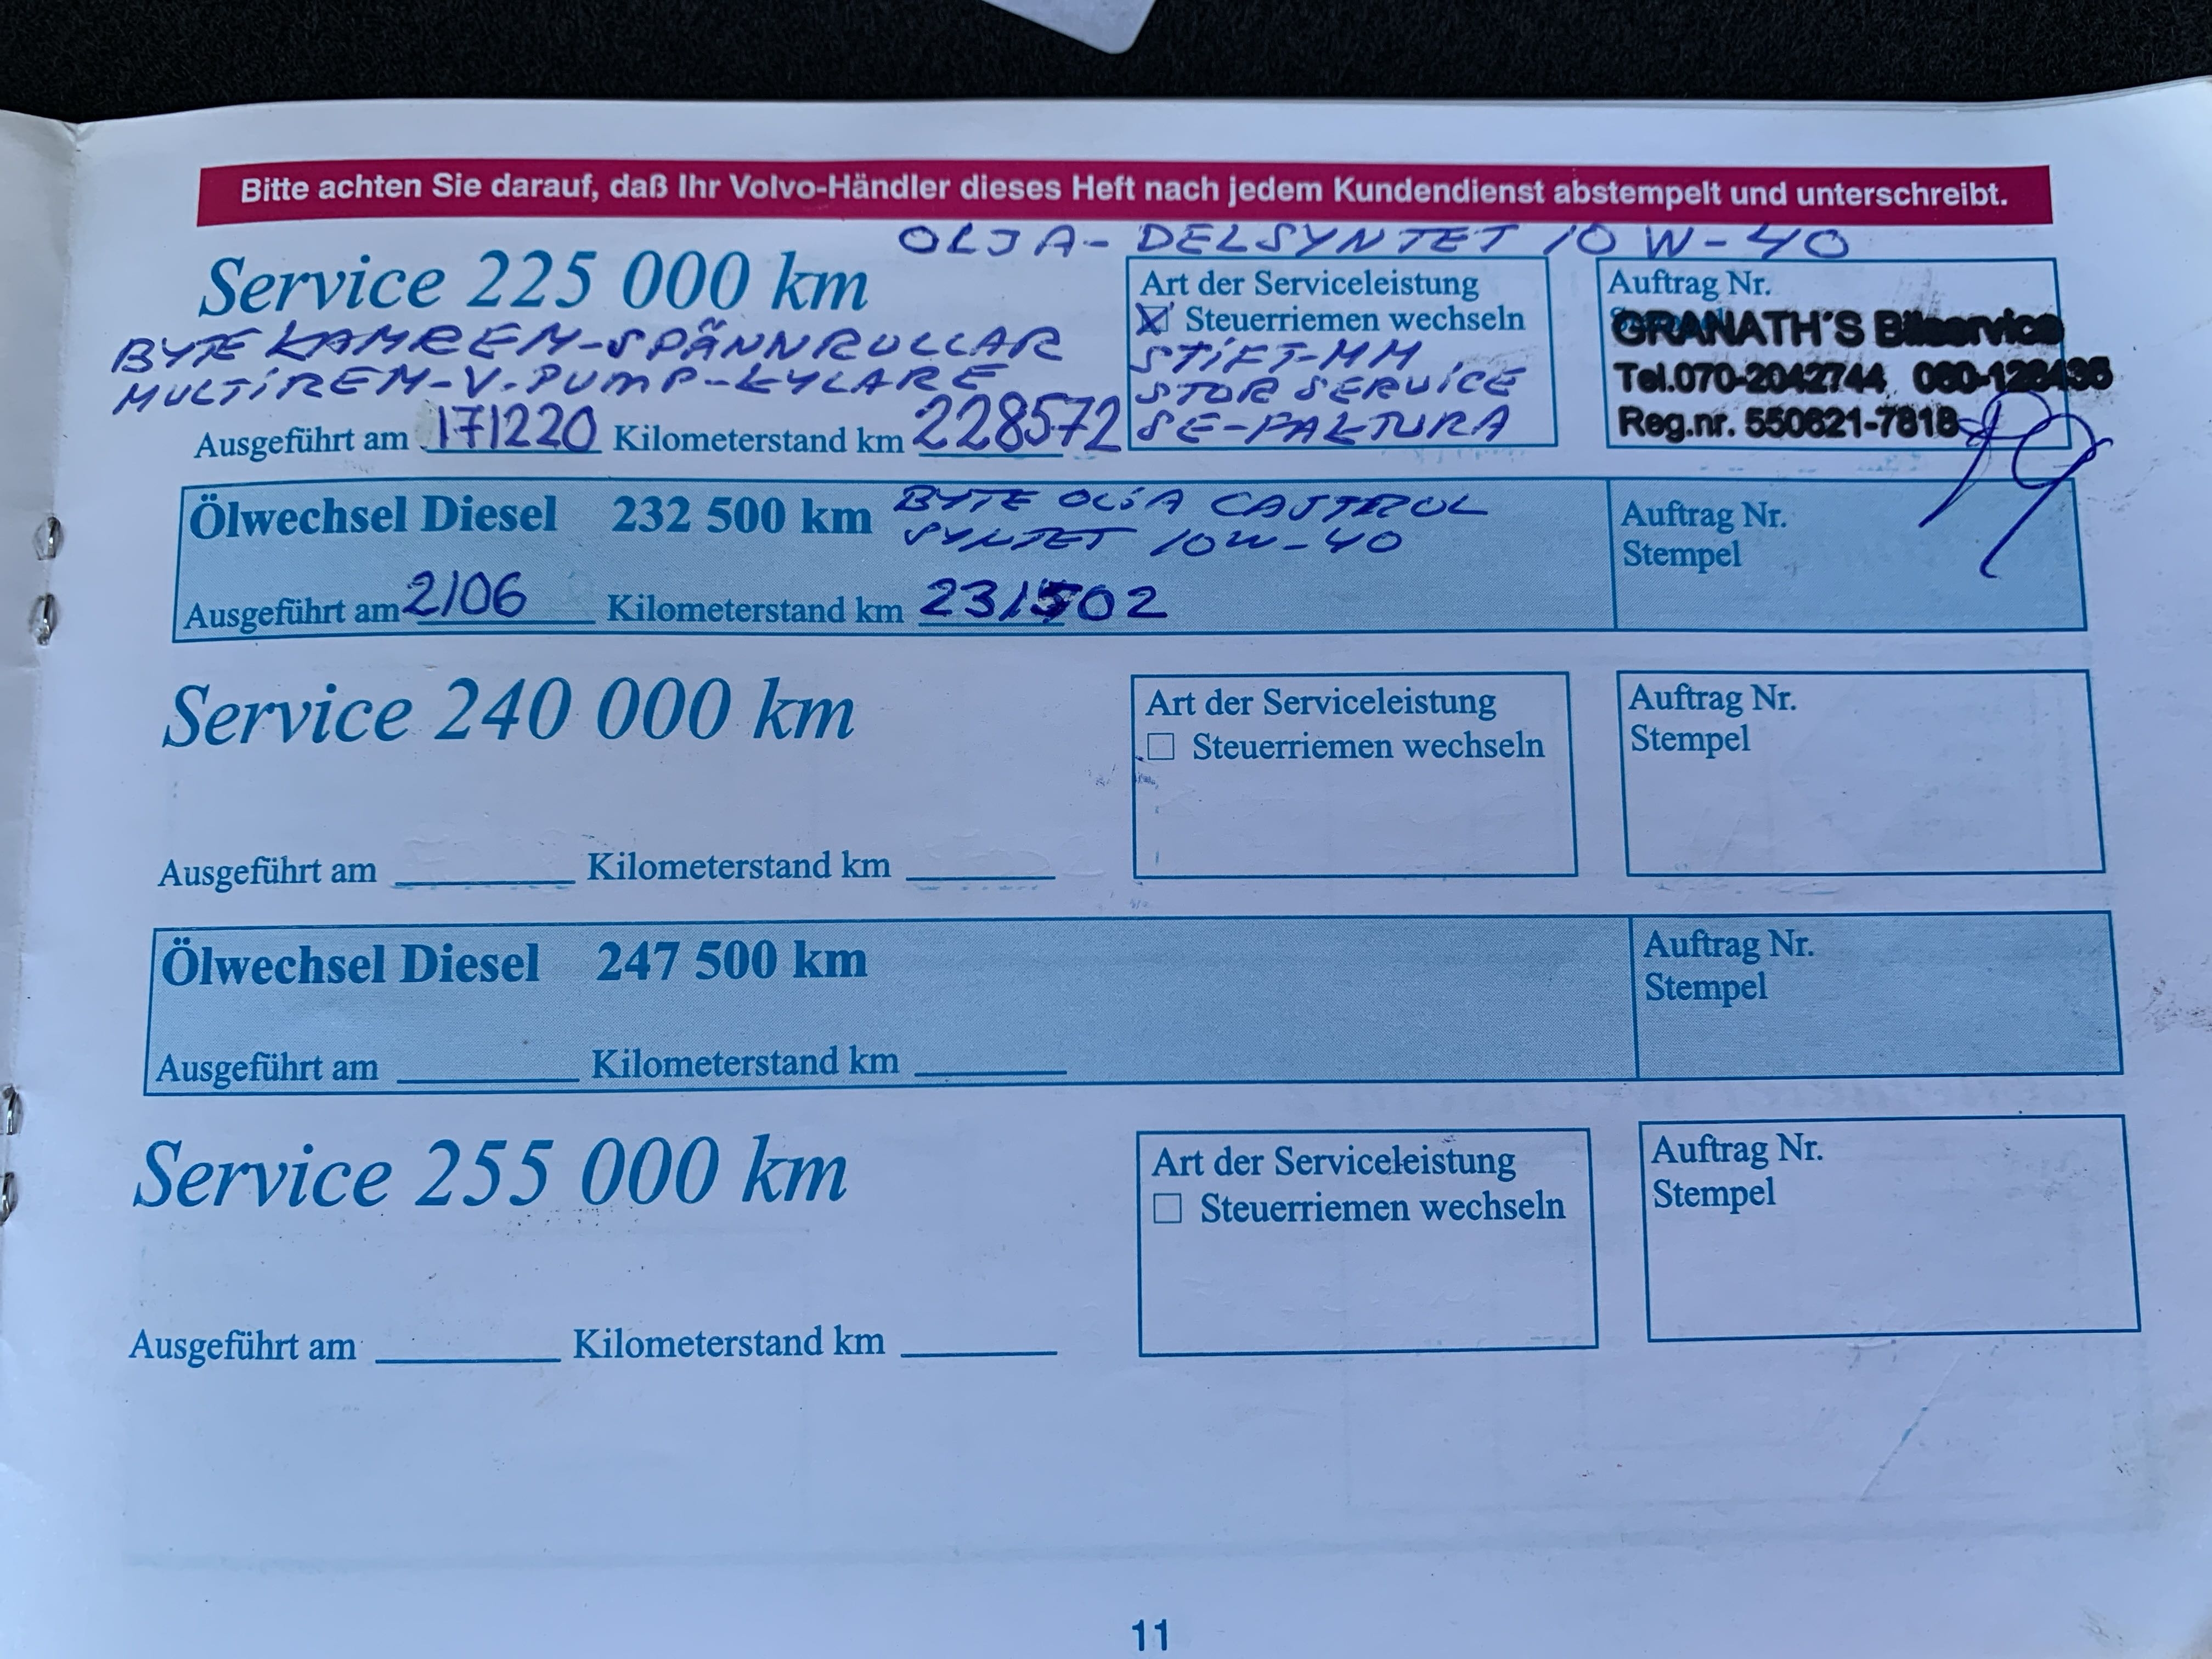 Bitte achten Sie darauf, daß Ihr Volvo-Händler dieses Heft nach jedem Kundendienst abstempelt und unterschreibt.
OLJA - DELSYNTET 10 W-40
Service 225 000 km
BYTE KAMREM-SPÄNNRULLAR
MULTIREM-V.PUMP-KYLARE
Ausgeführt am 171220 Kilometerstand km 228572
Art der Serviceleistung
Steuerriemen wechseln
STIFT-MM
STOR SERVICE
SE-FAKTURA
Auftrag Nr.
GRANATH'S Bilservice
Tel.070-2042744
Reg.nr. 550621-7818
Ölwechsel Diesel 232 500 km
BYTE OLJA CASTROL
SYNTET 10W-40
Ausgeführt am 2/06 Kilometerstand km 231502
Auftrag Nr.
Stempel
Service 240 000 km
Ausgeführt am Kilometerstand km
Art der Serviceleistung
Steuerriemen wechseln
Auftrag Nr.
Stempel
Ölwechsel Diesel 247 500 km
Ausgeführt am Kilometerstand km
Auftrag Nr.
Stempel
Service 255 000 km
Ausgeführt am Kilometerstand km
Art der Serviceleistung
Steuerriemen wechseln
Auftrag Nr.
Stempel
11